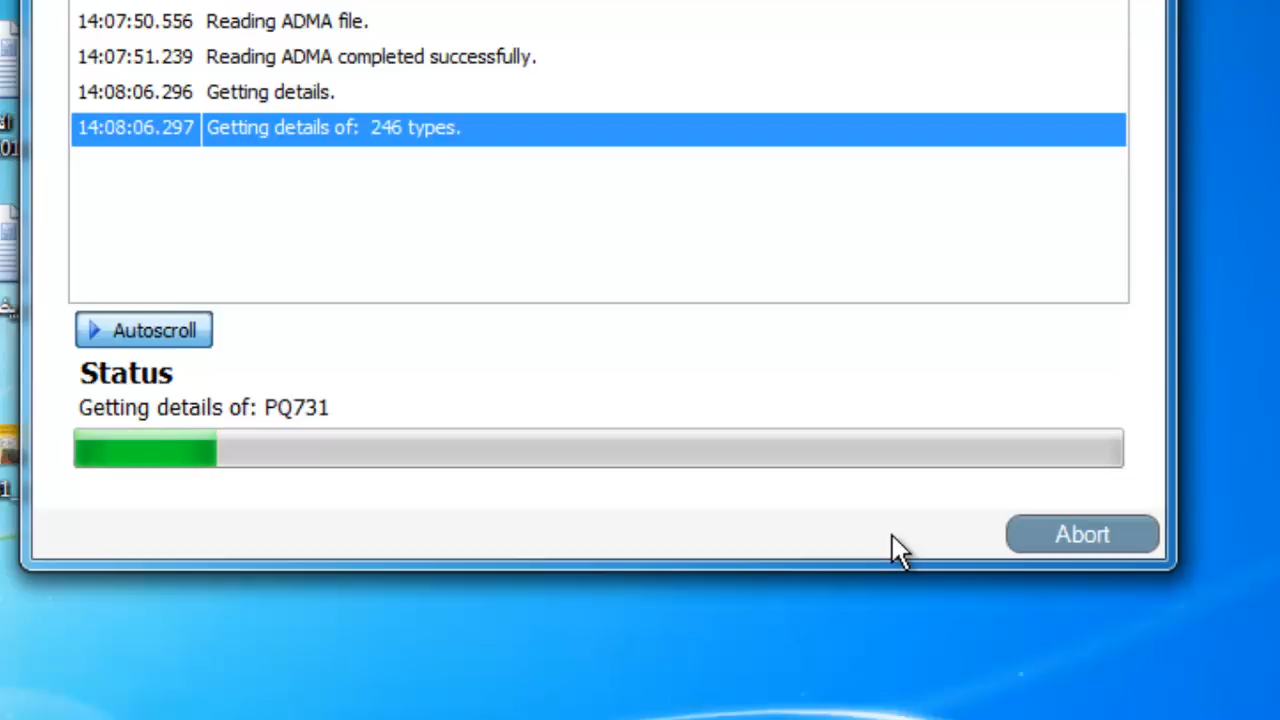 14:07:50.556 Reading ADMA file.
14:07:51.239 Reading ADMA completed successfully.
14:08:06.296 Getting details.
14:08:06.297 Getting details of:  246 types.
Autoscroll
Status
Getting details of: PQ731
Abort